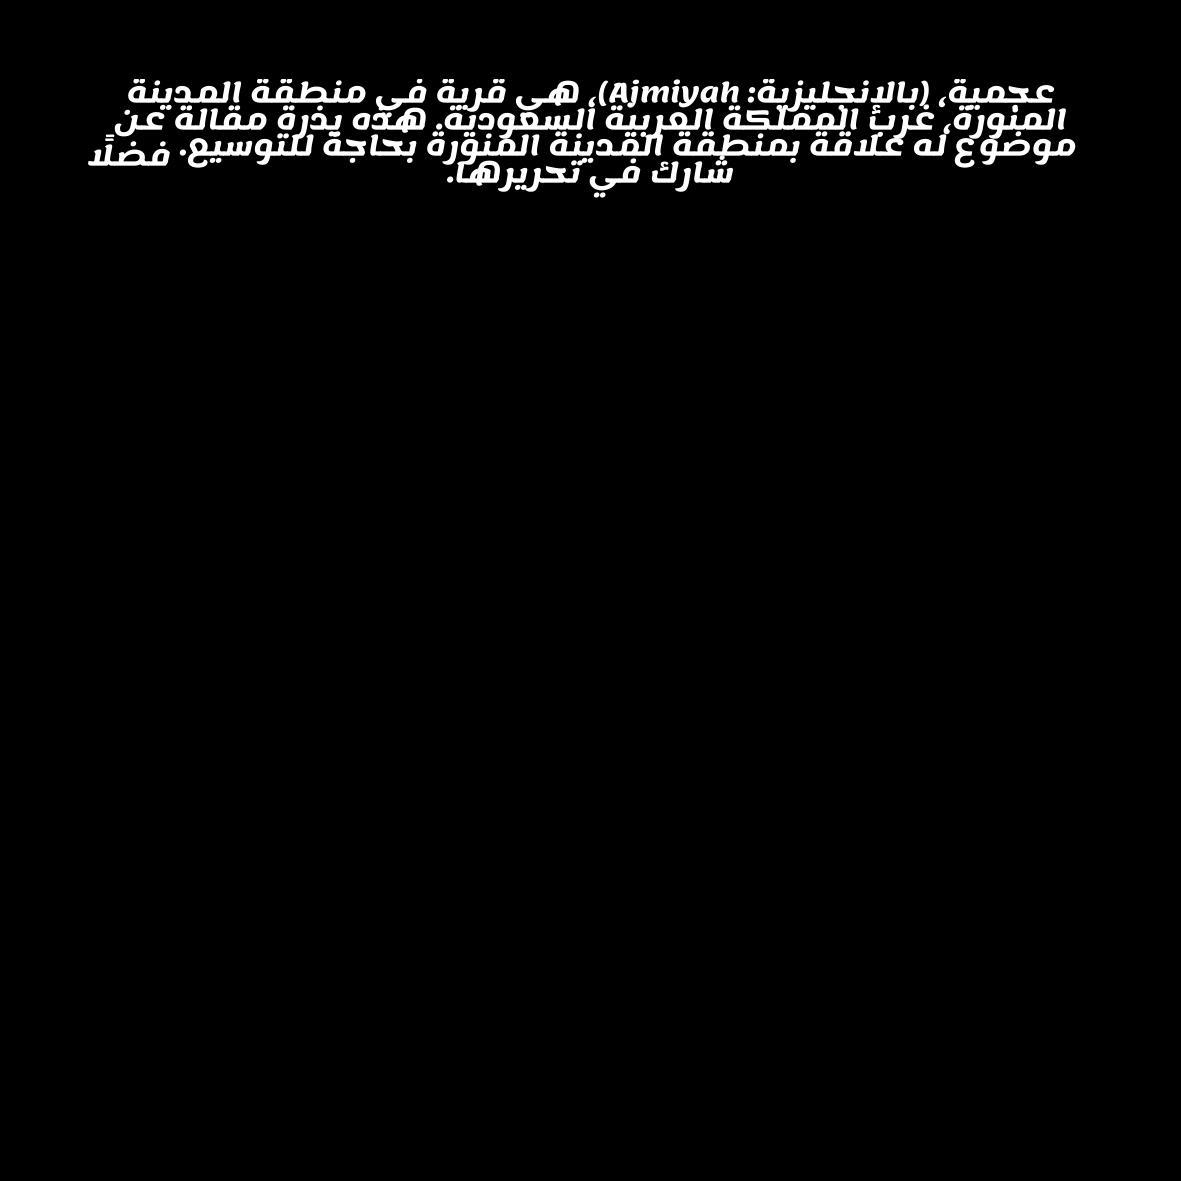 عجمية، (بالإنجليزية: Ajmiyah)، هي قرية في منطقة المدينة
المنورة، غربيّ المملكة العربية السعودية. هذه بذرة مقالة عن
موضوع له علاقة بمنطقة المدينة المنورة بحاجة للتوسيع. فضلًا
شارك في تحريرها.